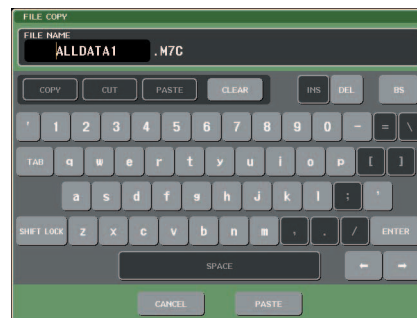 FILE COPY
FILE NAME
ALLDATA1 .M7C
COPY CUT PASTE CLEAR INS DEL BS
' 1 2 3 4 5 6 7 8 9 0 - = \
TAB q w e r t y u i o p [ ]
a s d f g h j k l ; '
SHIFT LOCK z x c v b n m , . / ENTER
SPACE ← →
CANCEL PASTE